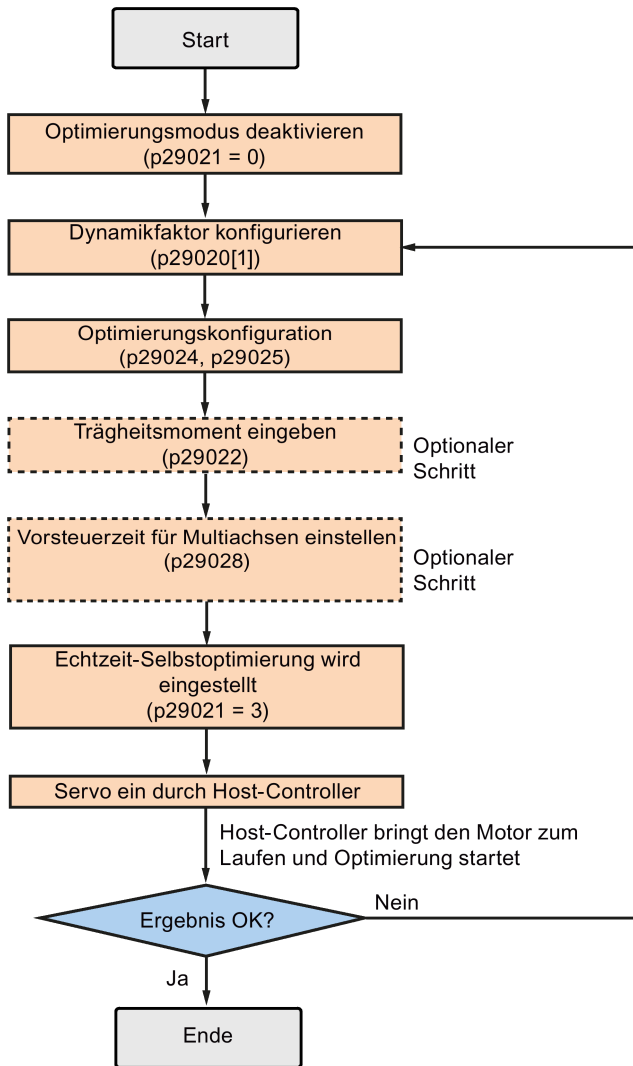 Start
Optimierungsmodus deaktivieren
(p29021 = 0)
Dynamikfaktor konfigurieren
(p29020[1])
Optimierungskonfiguration
(p29024, p29025)
Trägheitsmoment eingeben
(p29022)
Optionaler
Schritt
Vorsteuerzeit für Multiachsen einstellen
(p29028)
Optionaler
Schritt
Echtzeit-Selbstoptimierung wird
eingestellt
(p29021 = 3)
Servo ein durch Host-Controller
Host-Controller bringt den Motor zum
Laufen und Optimierung startet
Ergebnis OK?
Nein
Ja
Ende